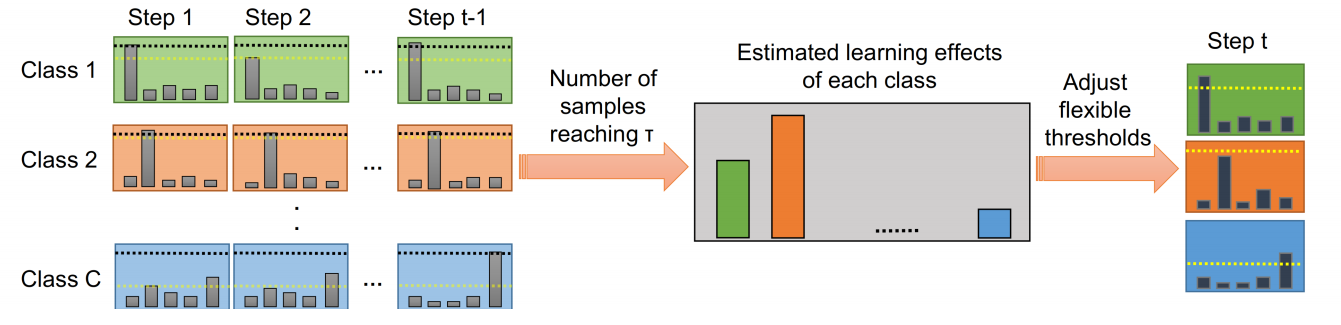 Step 1
Step 2
Step t-1
Class 1
...
Class 2
...
Class C
...
Number of
samples
reaching τ
Estimated learning effects
of each class
.......
Adjust
flexible
thresholds
Step t